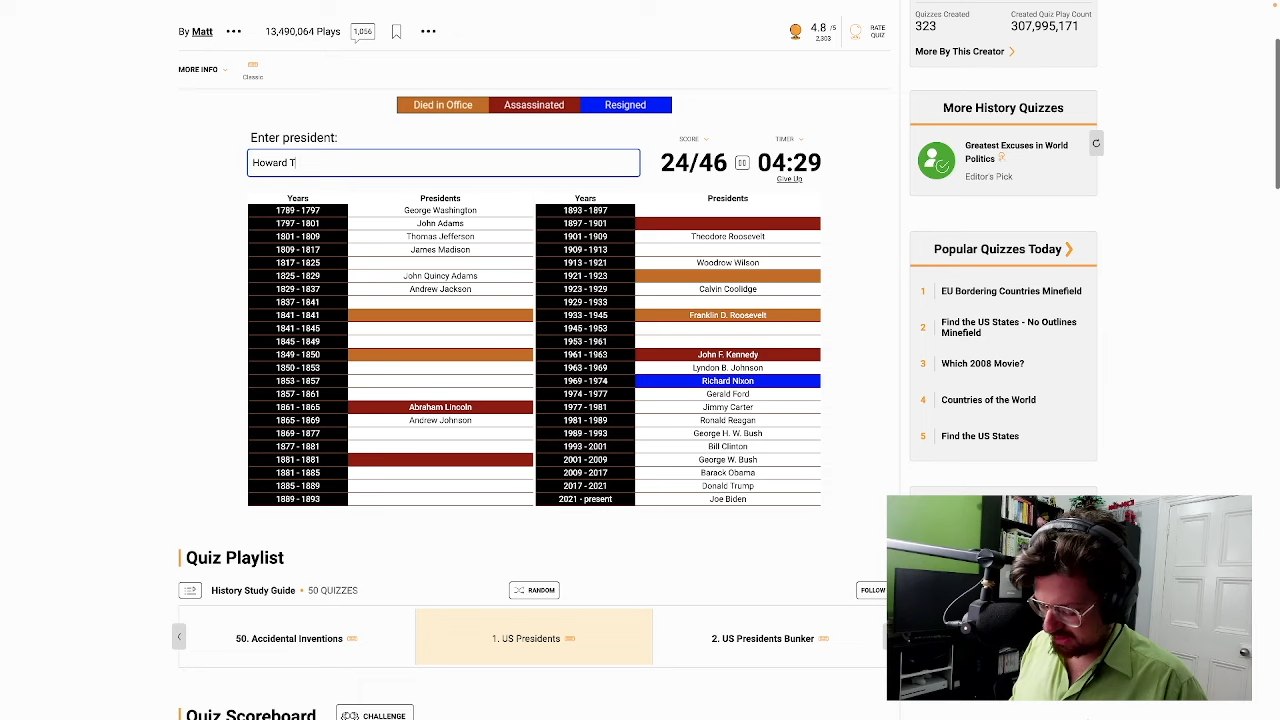 By Matt ••• 13,490,064 Plays 1,056 •••
4.8 /5
2,303
RATE
QUIZ
MORE INFO
Classic
Quizzes Created
323
Created Quiz Play Count
307,995,171
More By This Creator
Died in Office Assassinated Resigned
Enter president:
Howard T
SCORE
24/46
TIMER
04:29
Give Up
Years Presidents Years Presidents
1789 - 1797 George Washington 1893 - 1897
1797 - 1801 John Adams 1897 - 1901
1801 - 1809 Thomas Jefferson 1901 - 1909 Theodore Roosevelt
1809 - 1817 James Madison 1909 - 1913
1817 - 1825 1913 - 1921 Woodrow Wilson
1825 - 1829 John Quincy Adams 1921 - 1923
1829 - 1837 Andrew Jackson 1923 - 1929 Calvin Coolidge
1837 - 1841 1929 - 1933
1841 - 1841 1933 - 1945 Franklin D. Roosevelt
1841 - 1845 1945 - 1953
1845 - 1849 1953 - 1961
1849 - 1850 1961 - 1963 John F. Kennedy
1850 - 1853 1963 - 1969 Lyndon B. Johnson
1853 - 1857 1969 - 1974 Richard Nixon
1857 - 1861 1974 - 1977 Gerald Ford
1861 - 1865 Abraham Lincoln 1977 - 1981 Jimmy Carter
1865 - 1869 Andrew Johnson 1981 - 1989 Ronald Reagan
1869 - 1877 1989 - 1993 George H. W. Bush
1877 - 1881 1993 - 2001 Bill Clinton
1881 - 1881 2001 - 2009 George W. Bush
1881 - 1885 2009 - 2017 Barack Obama
1885 - 1889 2017 - 2021 Donald Trump
1889 - 1893 2021 - present Joe Biden
More History Quizzes
Greatest Excuses in World
Politics
Editor's Pick
Popular Quizzes Today
1 EU Bordering Countries Minefield
2 Find the US States - No Outlines
Minefield
3 Which 2008 Movie?
4 Countries of the World
5 Find the US States
Quiz Playlist
History Study Guide • 50 QUIZZES
RANDOM
FOLLOW
50. Accidental Inventions
1. US Presidents
2. US Presidents Bunker
Quiz Scoreboard
CHALLENGE